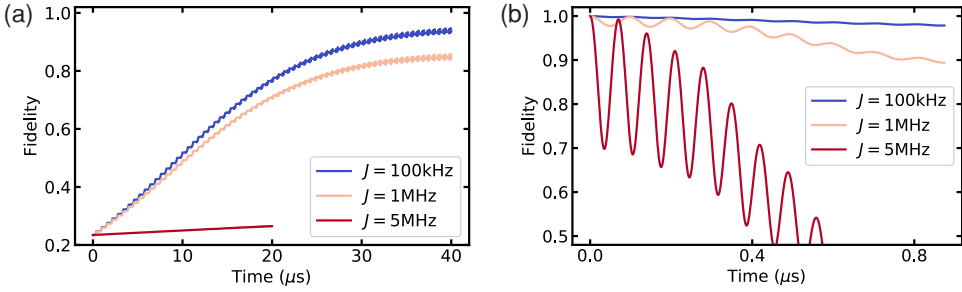 (a)
1.0
0.8
0.6
0.4
0.2
Fidelity
J = 100kHz
J = 1MHz
J = 5MHz
0
10
20
30
40
Time (μs)
(b)
1.0
0.9
0.8
0.7
0.6
0.5
Fidelity
J = 100kHz
J = 1MHz
J = 5MHz
0.0
0.4
0.8
Time (μs)